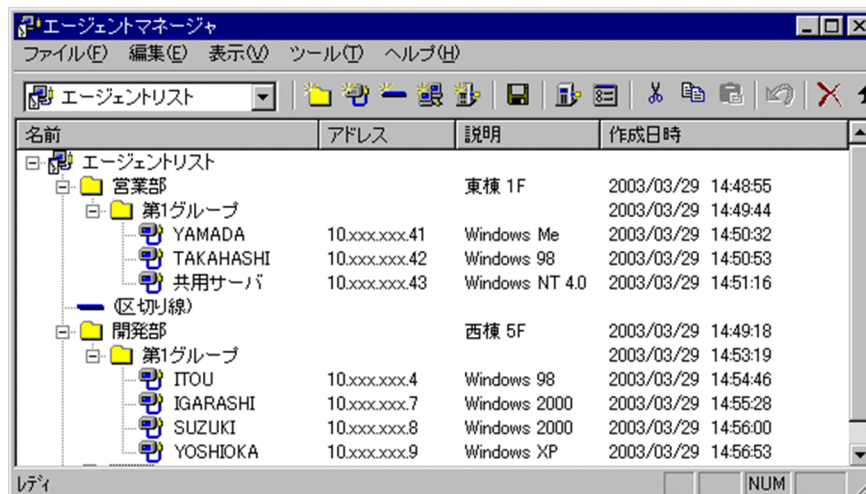 エージェントマネージャ
ファイル(F) 編集(E) 表示(V) ツール(T) ヘルプ(H)
エージェントリスト
名前 アドレス 説明 作成日時
エージェントリスト
営業部 東棟 1F 2003/03/29 14:48:55
第1グループ 2003/03/29 14:49:44
YAMADA 10.xxx.xxx.41 Windows Me 2003/03/29 14:50:32
TAKAHASHI 10.xxx.xxx.42 Windows 98 2003/03/29 14:50:53
共用サーバ 10.xxx.xxx.43 Windows NT 4.0 2003/03/29 14:51:16
(区切り線)
開発部 西棟 5F 2003/03/29 14:49:18
第1グループ 2003/03/29 14:53:19
ITOU 10.xxx.xxx.4 Windows 98 2003/03/29 14:54:46
IGARASHI 10.xxx.xxx.7 Windows 2000 2003/03/29 14:55:28
SUZUKI 10.xxx.xxx.8 Windows 2000 2003/03/29 14:56:00
YOSHIOKA 10.xxx.xxx.9 Windows XP 2003/03/29 14:56:53
ﾚﾃﾞｨ NUM